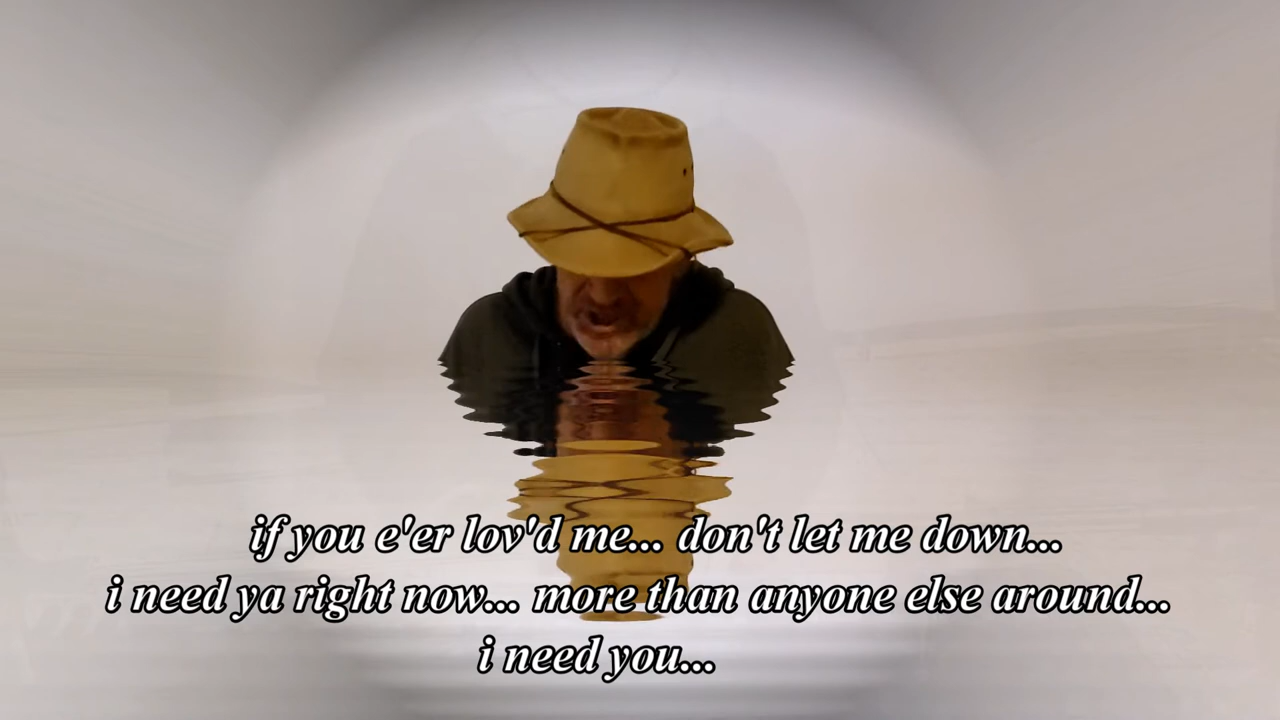 if you e'er lov'd me... don't let me down...
i need ya right now... more than anyone else around...
i need you...